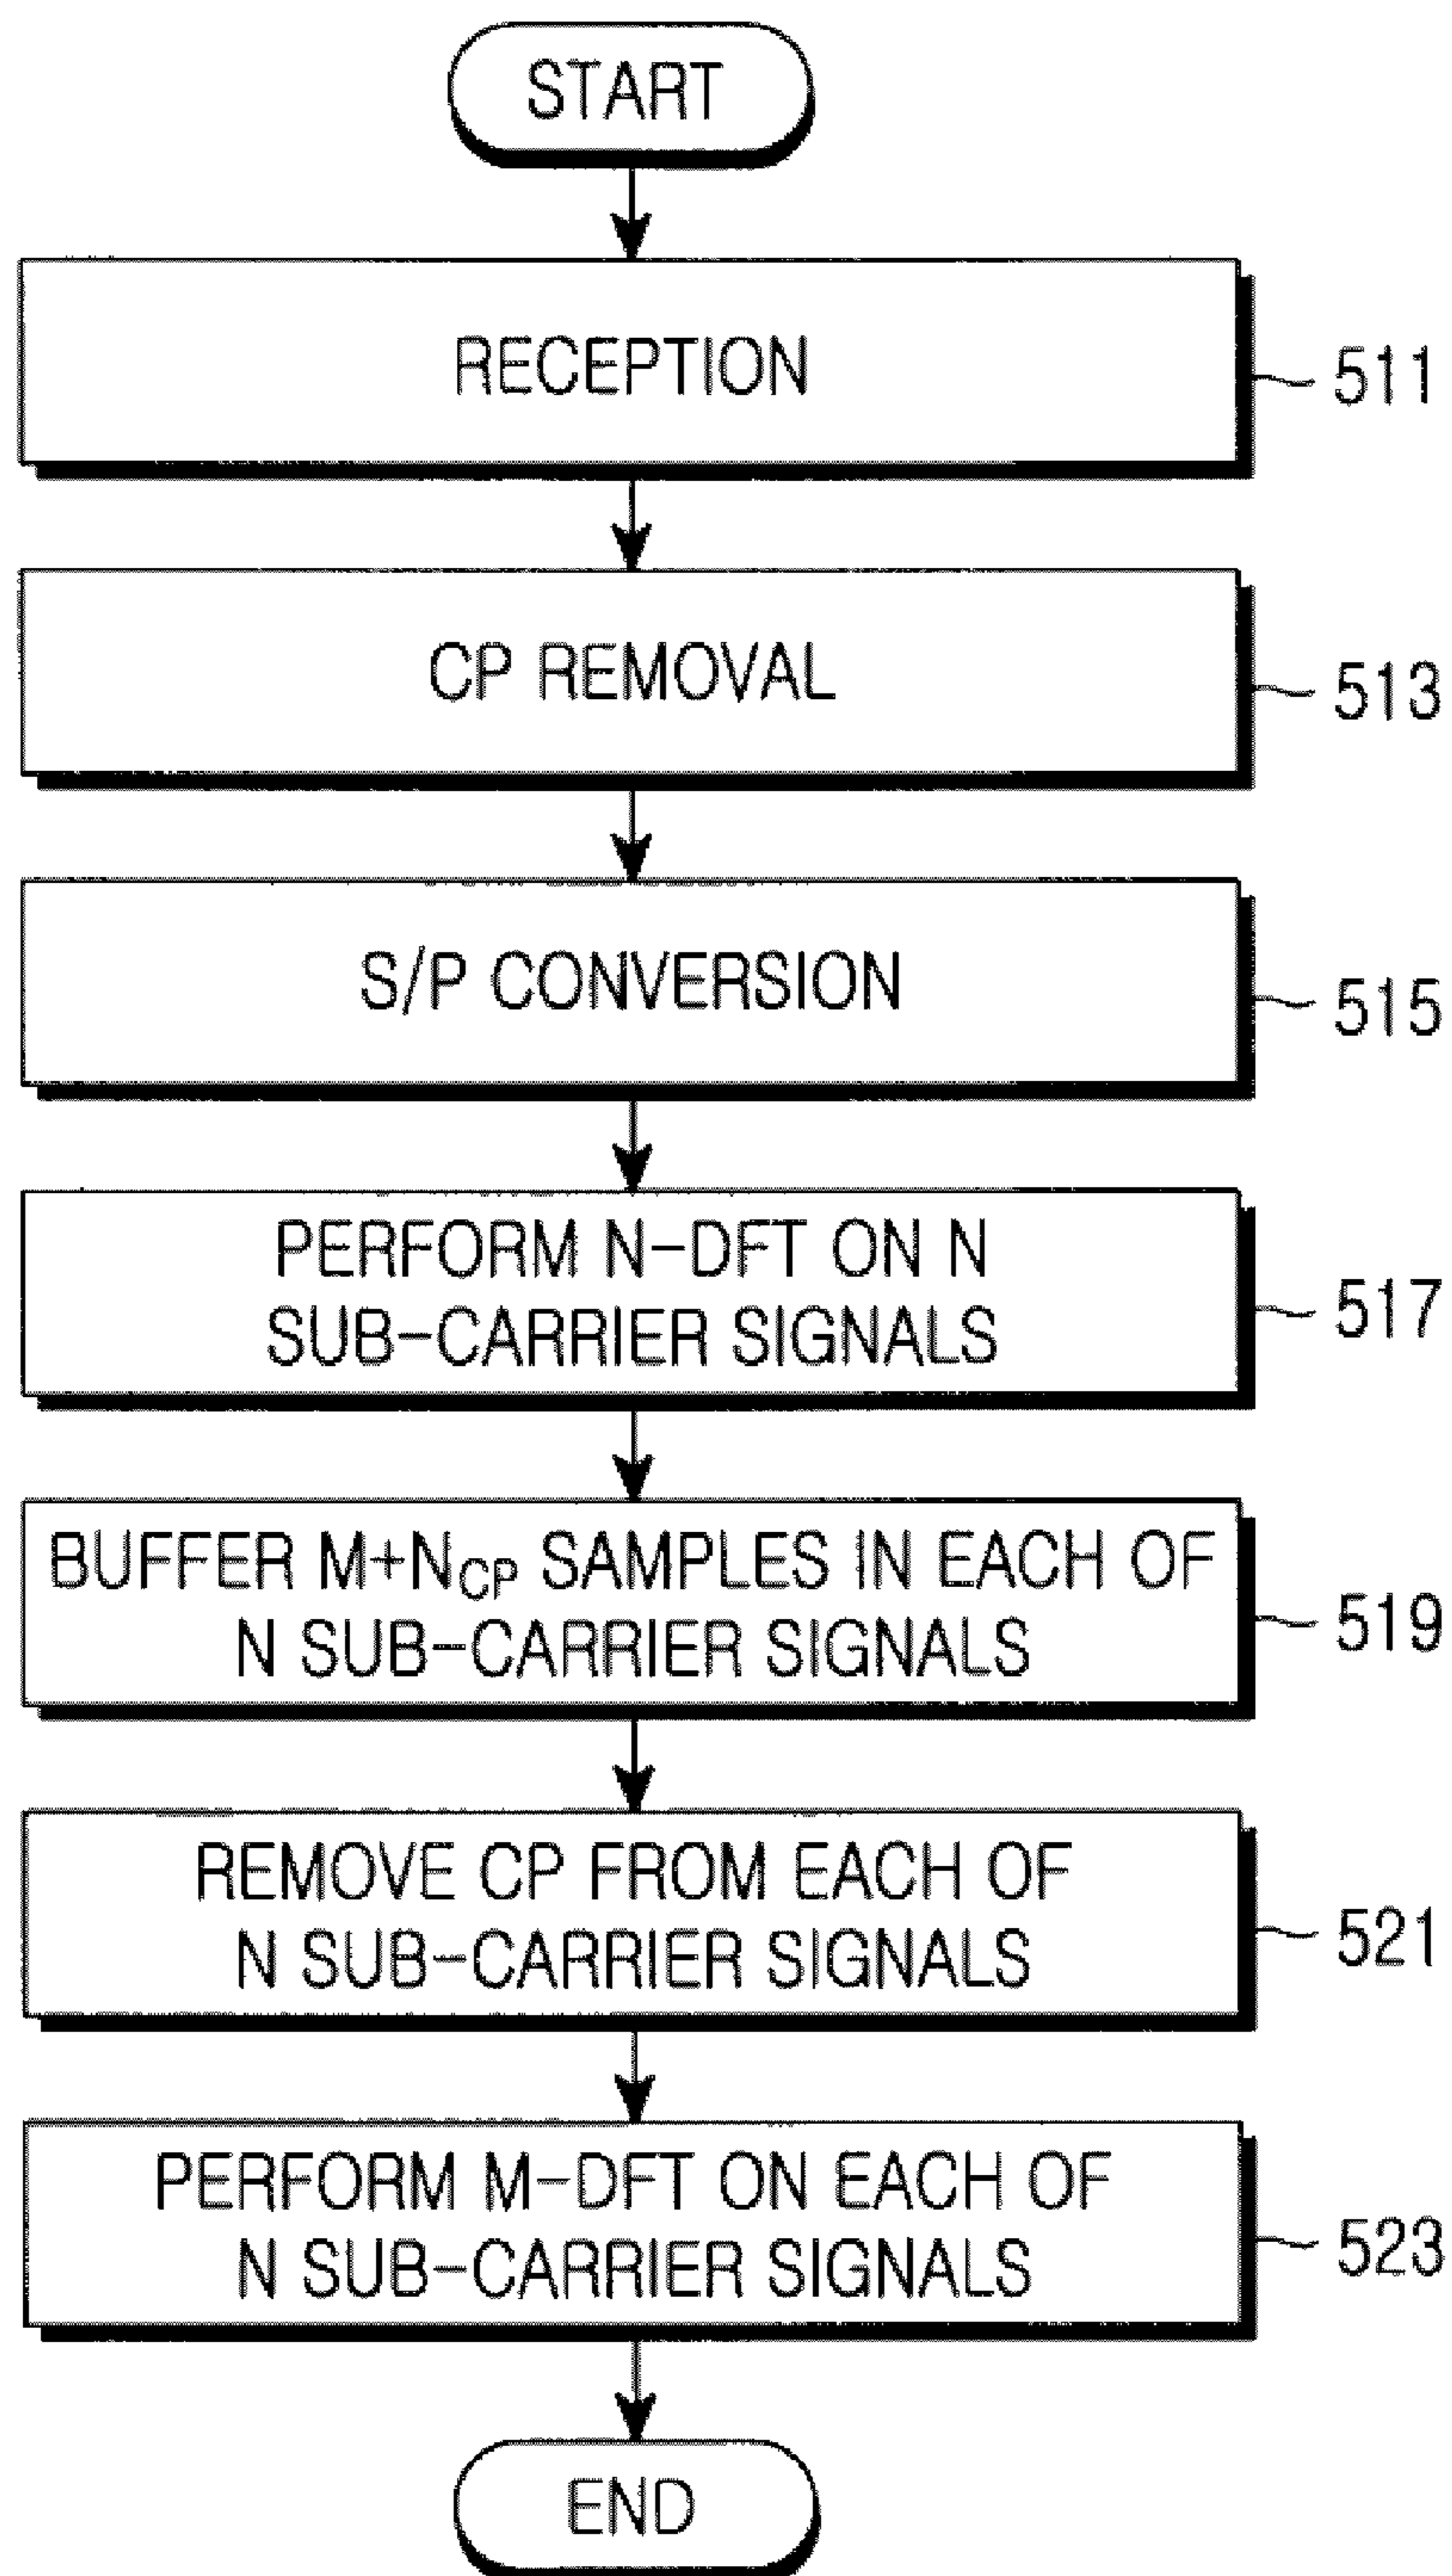 START
RECEPTION
511
CP REMOVAL
513
S/P CONVERSION
515
PERFORM N-DFT ON N
SUB-CARRIER SIGNALS
517
BUFFER M+NCP SAMPLES IN EACH OF
N SUB-CARRIER SIGNALS
519
REMOVE CP FROM EACH OF
N SUB-CARRIER SIGNALS
521
PERFORM M-DFT ON EACH OF
N SUB-CARRIER SIGNALS
523
END